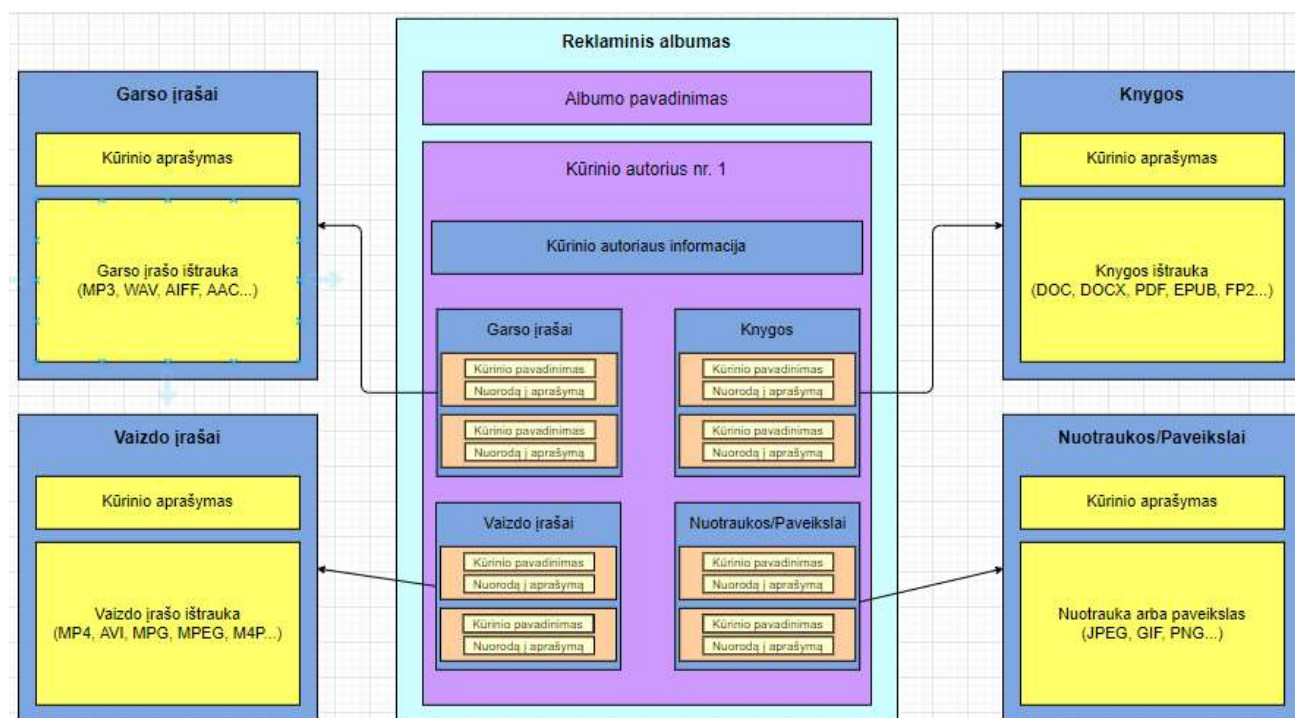 Reklaminis albumas
Albumo pavadinimas
Kūrinio autorius nr. 1
Kūrinio autoriaus informacija
Garso įrašai
Kūrinio pavadinimas
Nuorodą į aprašymą
Kūrinio pavadinimas
Nuorodą į aprašymą
Knygos
Kūrinio pavadinimas
Nuorodą į aprašymą
Kūrinio pavadinimas
Nuorodą į aprašymą
Vaizdo įrašai
Kūrinio pavadinimas
Nuorodą į aprašymą
Kūrinio pavadinimas
Nuorodą į aprašymą
Nuotraukos/Paveikslai
Kūrinio pavadinimas
Nuorodą į aprašymą
Kūrinio pavadinimas
Nuorodą į aprašymą
Garso įrašai
Kūrinio aprašymas
Garso įrašo ištrauka
(MP3, WAV, AIFF, AAC...)
Vaizdo įrašai
Kūrinio aprašymas
Vaizdo įrašo ištrauka
(MP4, AVI, MPG, MPEG, M4P...)
Knygos
Kūrinio aprašymas
Knygos ištrauka
(DOC, DOCX, PDF, EPUB, FP2...)
Nuotraukos/Paveikslai
Kūrinio aprašymas
Nuotrauka arba paveikslas
(JPEG, GIF, PNG...)